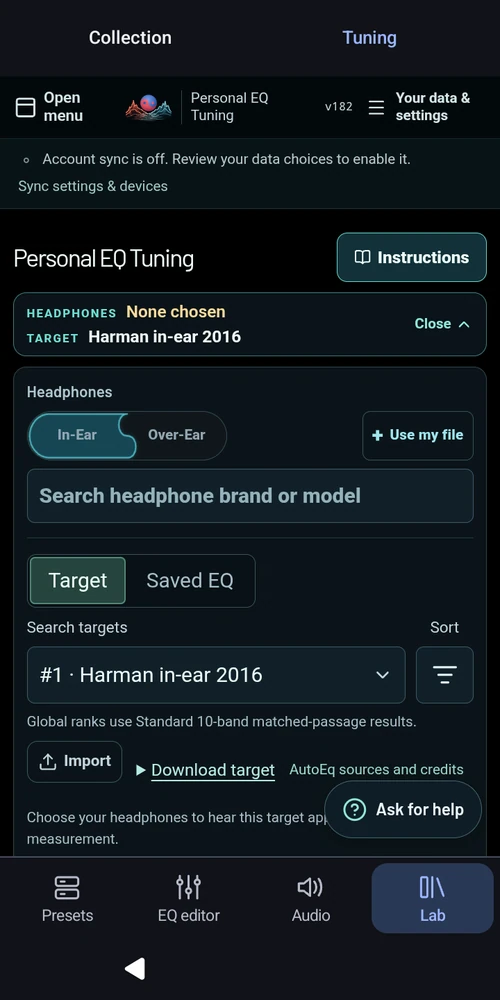 Collection
Tuning
Open menu
Personal EQ Tuning
v182
Your data & settings
Account sync is off. Review your data choices to enable it.
Sync settings & devices
Personal EQ Tuning
Instructions
HEADPHONES None chosen
TARGET Harman in-ear 2016
Close
Headphones
In-Ear
Over-Ear
+ Use my file
Search headphone brand or model
Target
Saved EQ
Search targets
Sort
#1 · Harman in-ear 2016
Global ranks use Standard 10-band matched-passage results.
Import
Download target
AutoEq sources and credits
Choose your headphones to hear this target
measurement.
Ask for help
Presets
EQ editor
Audio
Lab